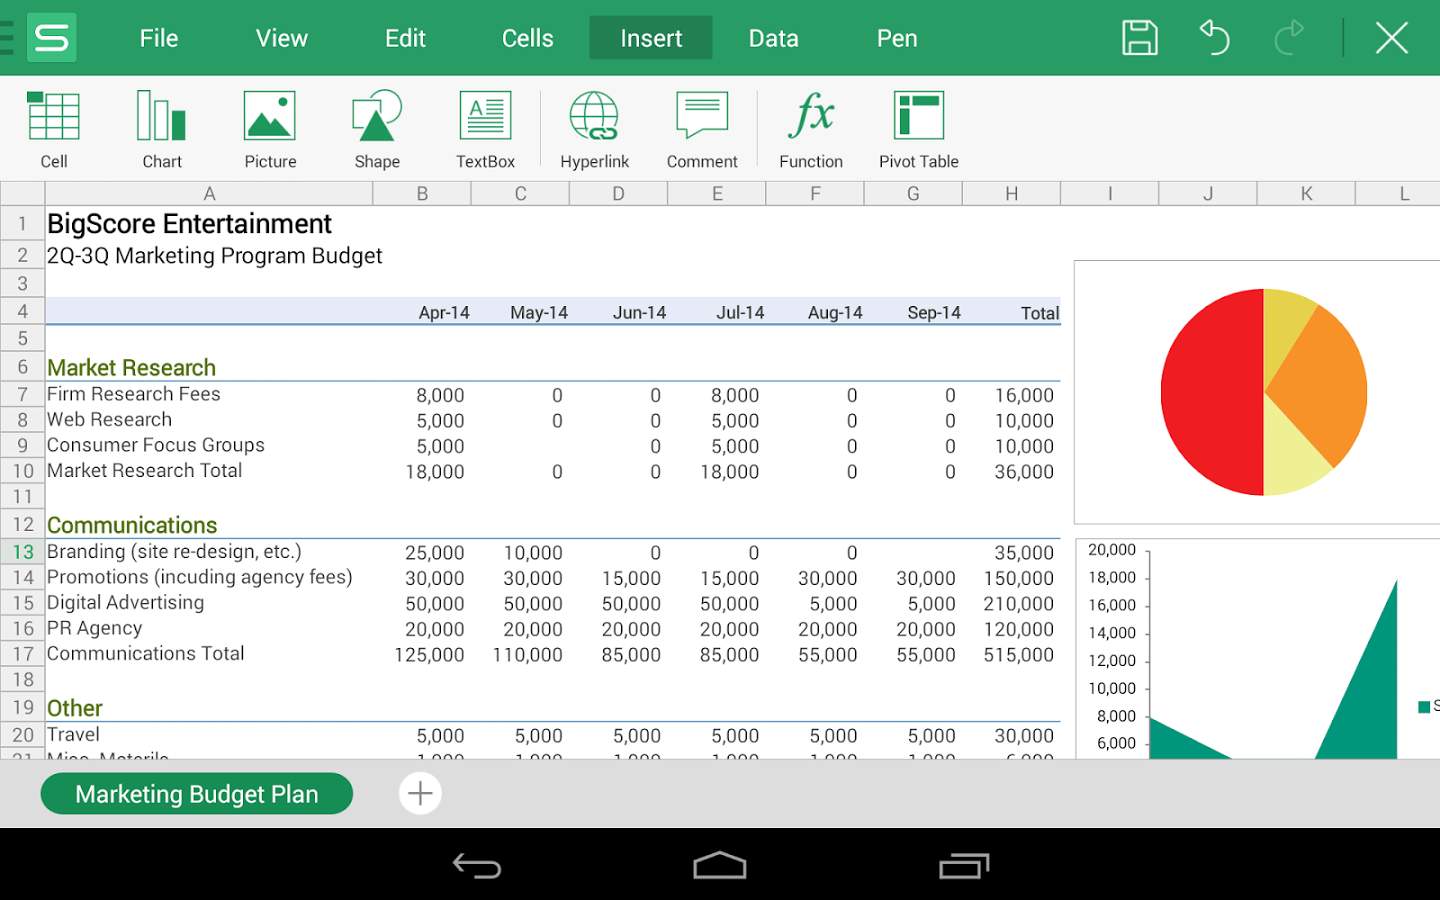 File View Edit Cells Insert Data Pen
Cell Chart Picture Shape TextBox Hyperlink Comment Function Pivot Table
A B C D E F G H I J K L
1 BigScore Entertainment
2 2Q-3Q Marketing Program Budget
3
4 Apr-14 May-14 Jun-14 Jul-14 Aug-14 Sep-14 Total
5
6 Market Research
7 Firm Research Fees 8,000 0 0 8,000 0 0 16,000
8 Web Research 5,000 0 0 5,000 0 0 10,000
9 Consumer Focus Groups 5,000 0 5,000 0 0 10,000
10 Market Research Total 18,000 0 0 18,000 0 0 36,000
11
12 Communications
13 Branding (site re-design, etc.) 25,000 10,000 0 0 0 35,000
14 Promotions (incuding agency fees) 30,000 30,000 15,000 15,000 30,000 30,000 150,000
15 Digital Advertising 50,000 50,000 50,000 50,000 5,000 5,000 210,000
16 PR Agency 20,000 20,000 20,000 20,000 20,000 20,000 120,000
17 Communications Total 125,000 110,000 85,000 85,000 55,000 55,000 515,000
18
19 Other
20 Travel 5,000 5,000 5,000 5,000 5,000 5,000 30,000
20,000
18,000
16,000
14,000
12,000
10,000
8,000
6,000
S
Marketing Budget Plan